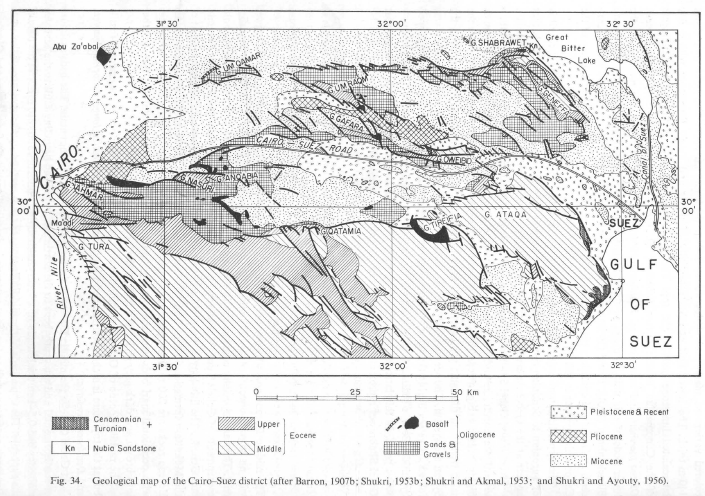 31°30'
32°00'
32°30'
Abu Za'abal
G. UM QAMAR
G. SHABRAWET
Kn
Great
Bitter
Lake
G. GENEIFE
G. GAFARA
CAIRO – SUEZ ROAD
G. OWEIBID
CAIRO
G. NASURI
ANQABIA
G. AHMAR
30°
00'
30°
00'
Maadi
G. TURA
G. QATAMIA
G. ATAQA
SUEZ
Canal de Suez
River Nile
GULF
OF
SUEZ
31°30'
32°00'
32°30'
0 25 50 Km
Cenomanian
Turonian +
Kn Nubia Sandstone
Upper
Middle
Eocene
Basalt
Sands &
Gravels
Oligocene
Pleistocene & Recent
Pliocene
Miocene
Fig. 34. Geological map of the Cairo–Suez district (after Barron, 1907b; Shukri, 1953b; Shukri and Akmal, 1953; and Shukri and Ayouty, 1956).